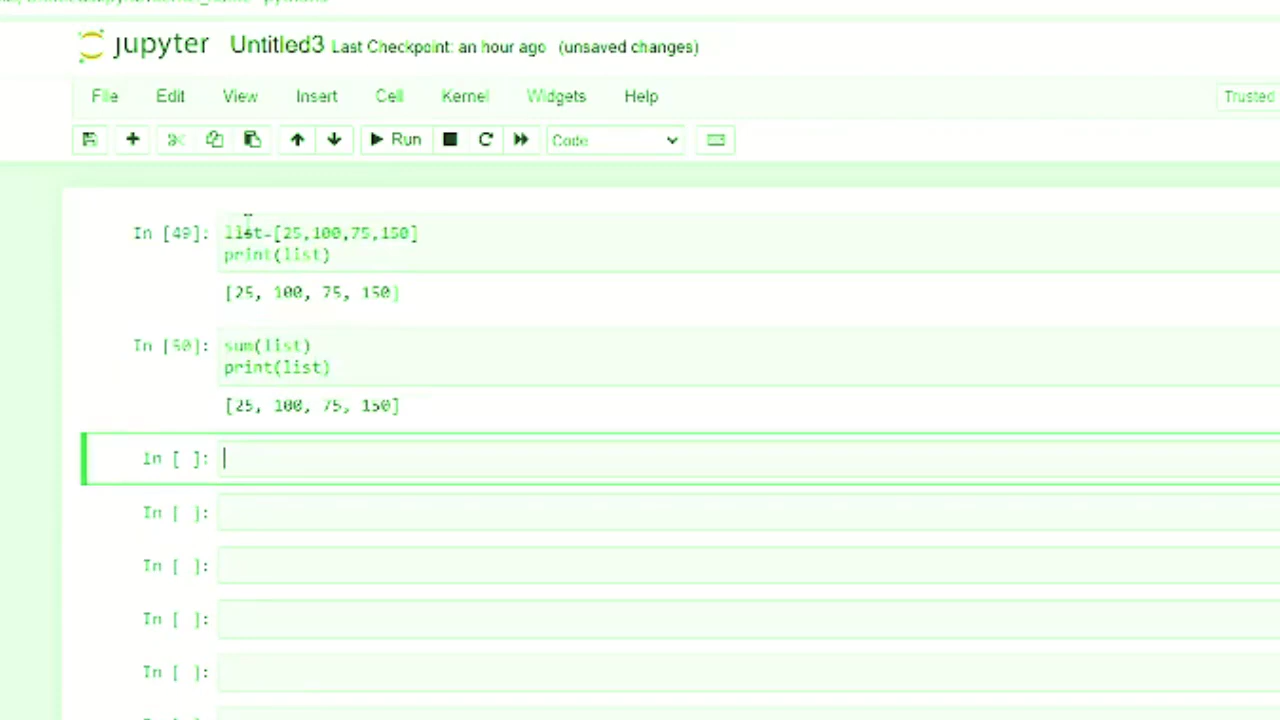 jupyter Untitled3 Last Checkpoint: an hour ago (unsaved changes)
File Edit View Insert Cell Kernel Widgets Help Trusted
Run Code
In [49]: list=[25,100,75,150]
print(list)
[25, 100, 75, 150]
In [50]: sum(list)
print(list)
[25, 100, 75, 150]
In [ ]:
In [ ]:
In [ ]:
In [ ]:
In [ ]: